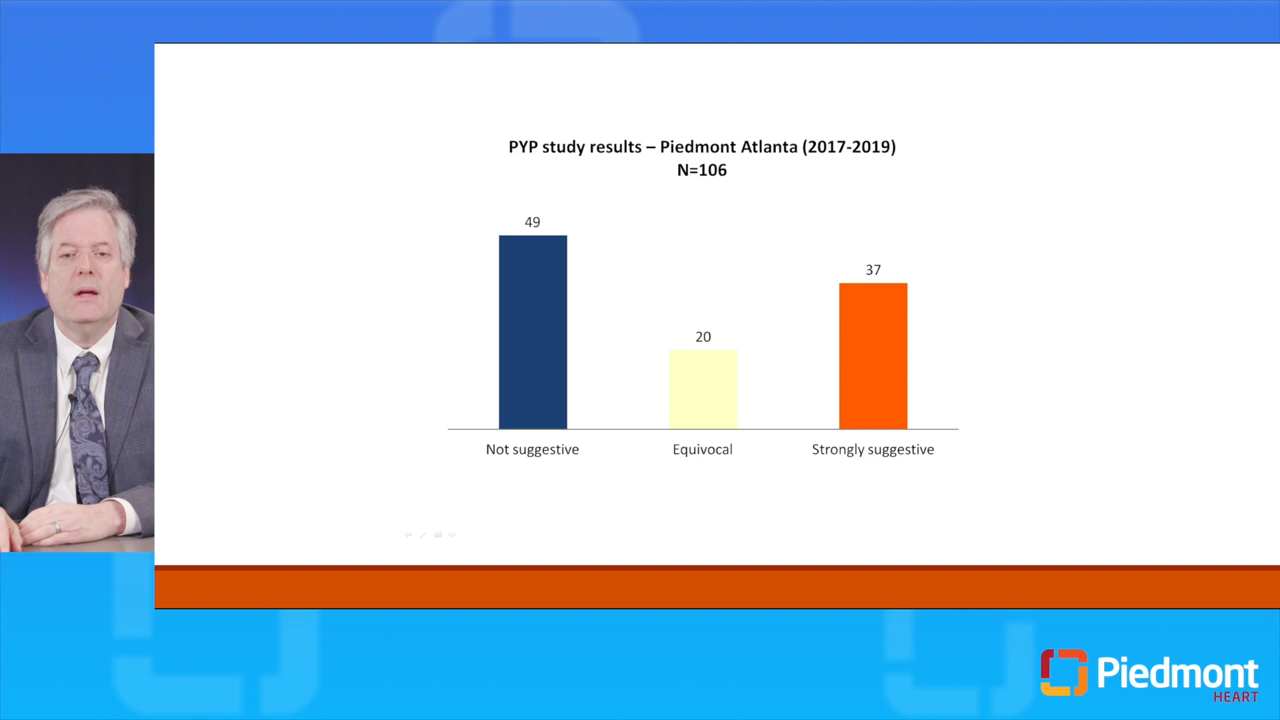 PYP study results – Piedmont Atlanta (2017-2019)
N=106
49
20
37
Not suggestive
Equivocal
Strongly suggestive
Piedmont
HEART